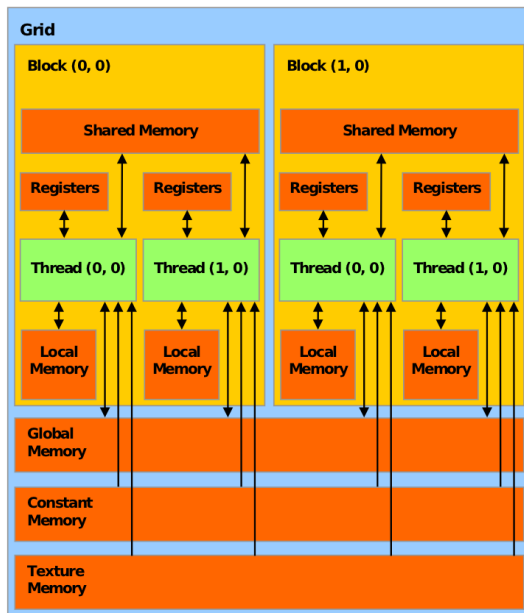 Grid
Block (0, 0)
Block (1, 0)
Shared Memory
Shared Memory
Registers
Registers
Registers
Registers
Thread (0, 0)
Thread (1, 0)
Thread (0, 0)
Thread (1, 0)
Local
Memory
Local
Memory
Local
Memory
Local
Memory
Global
Memory
Constant
Memory
Texture
Memory